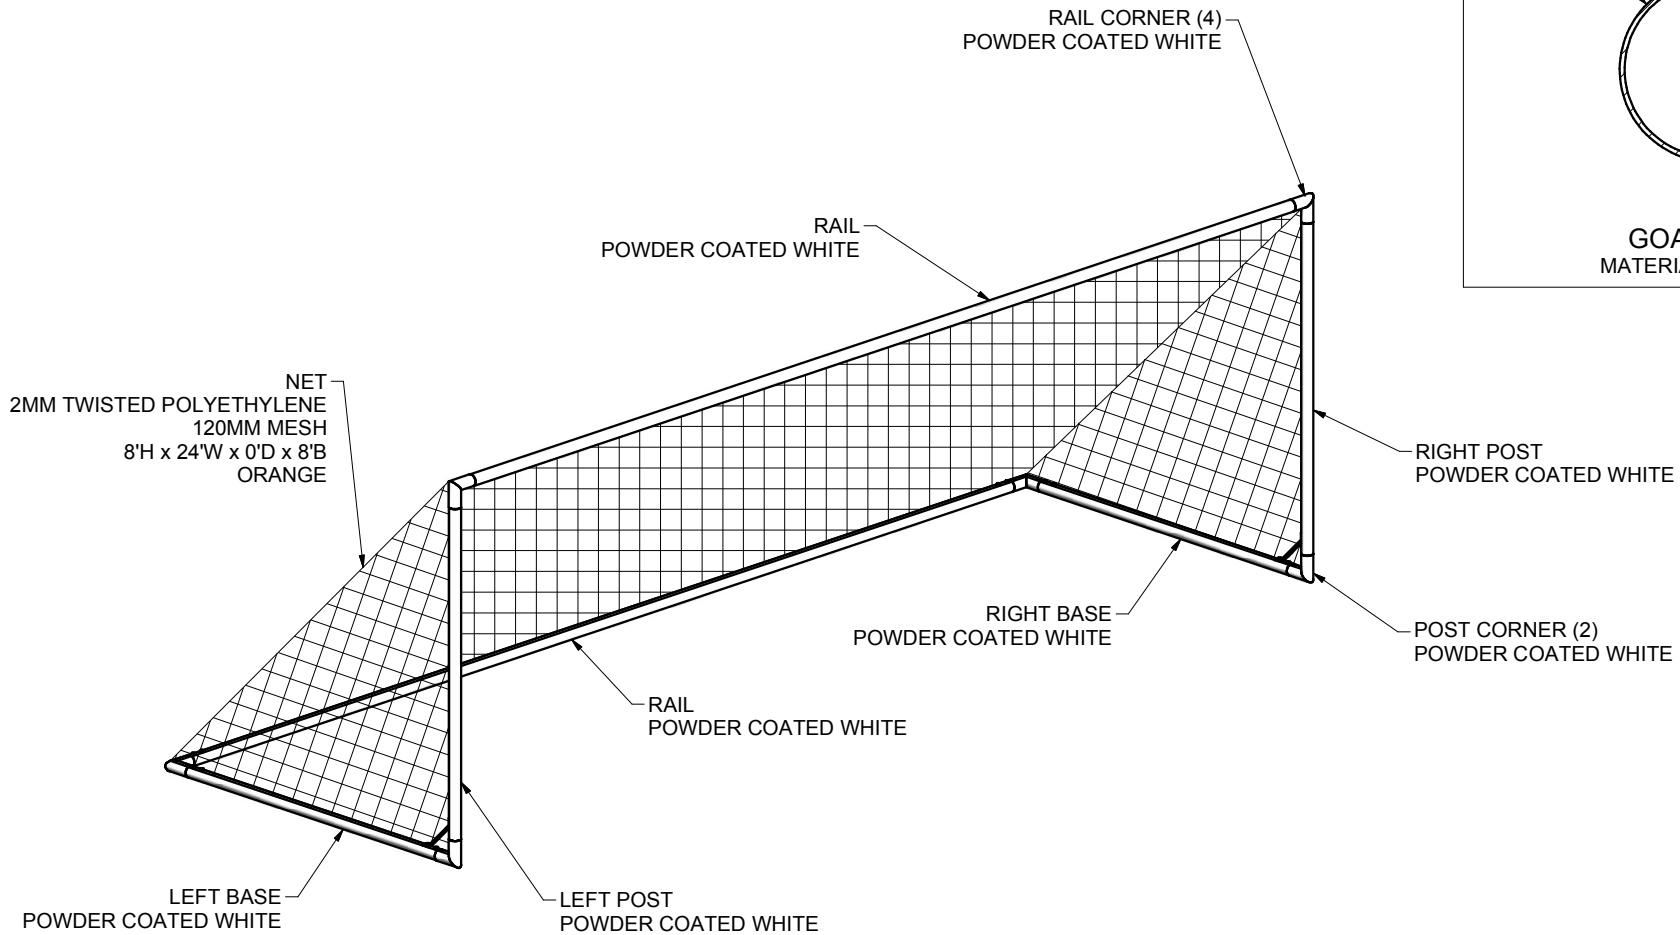 RAIL CORNER (4)
POWDER COATED WHITE
RAIL
POWDER COATED WHITE
NET
2MM TWISTED POLYETHYLENE
120MM MESH
8'H x 24'W x 0'D x 8'B
ORANGE
RIGHT POST
POWDER COATED WHITE
RIGHT BASE
POWDER COATED WHITE
POST CORNER (2)
POWDER COATED WHITE
RAIL
POWDER COATED WHITE
LEFT BASE
POWDER COATED WHITE
LEFT POST
POWDER COATED WHITE